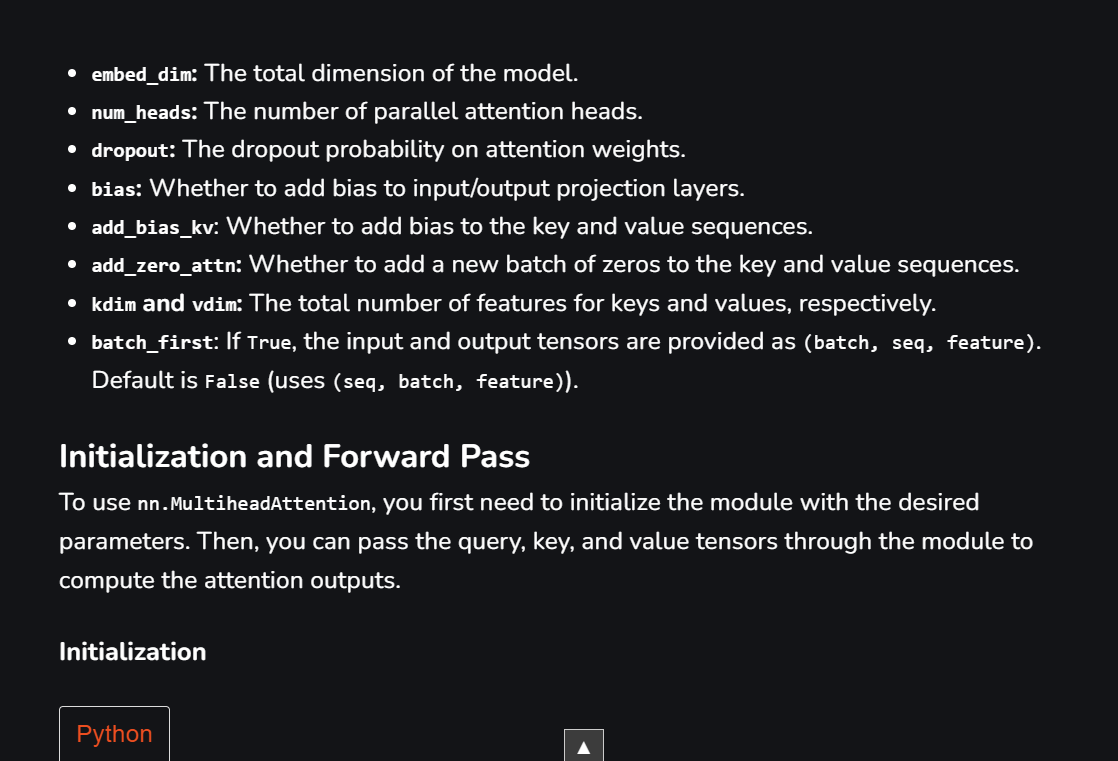 • embed_dim: The total dimension of the model.
• num_heads: The number of parallel attention heads.
• dropout: The dropout probability on attention weights.
• bias: Whether to add bias to input/output projection layers.
• add_bias_kv: Whether to add bias to the key and value sequences.
• add_zero_attn: Whether to add a new batch of zeros to the key and value sequences.
• kdim and vdim: The total number of features for keys and values, respectively.
• batch_first: If True, the input and output tensors are provided as (batch, seq, feature).
Default is False (uses (seq, batch, feature)).
Initialization and Forward Pass
To use nn.MultiheadAttention, you first need to initialize the module with the desired
parameters. Then, you can pass the query, key, and value tensors through the module to
compute the attention outputs.
Initialization
Python